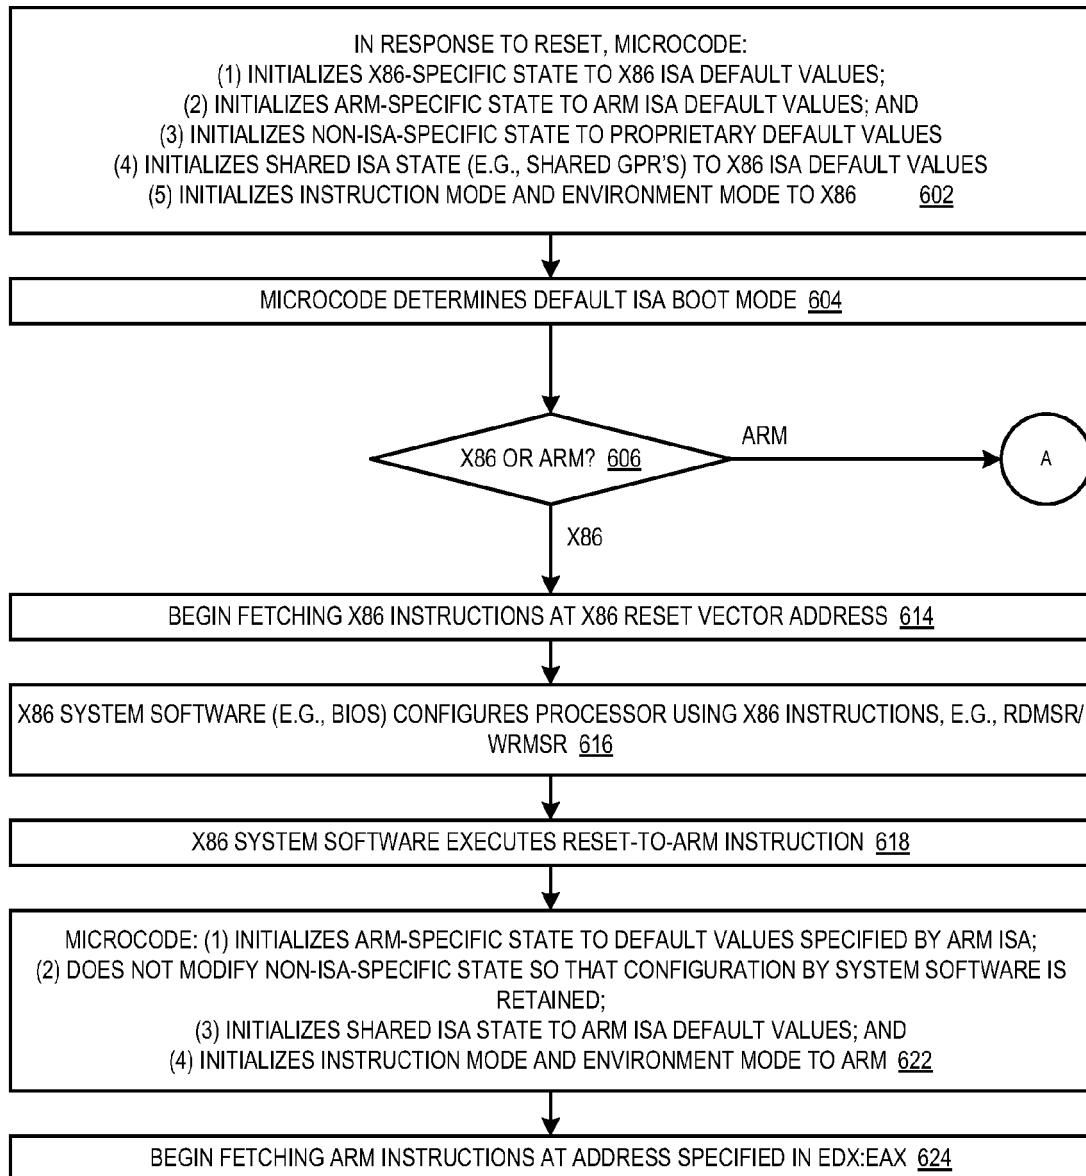 IN RESPONSE TO RESET, MICROCODE:
(1) INITIALIZES X86-SPECIFIC STATE TO X86 ISA DEFAULT VALUES;
(2) INITIALIZES ARM-SPECIFIC STATE TO ARM ISA DEFAULT VALUES; AND
(3) INITIALIZES NON-ISA-SPECIFIC STATE TO PROPRIETARY DEFAULT VALUES
(4) INITIALIZES SHARED ISA STATE (E.G., SHARED GPR'S) TO X86 ISA DEFAULT VALUES
(5) INITIALIZES INSTRUCTION MODE AND ENVIRONMENT MODE TO X86 602
MICROCODE DETERMINES DEFAULT ISA BOOT MODE 604
X86 OR ARM? 606
ARM
A
X86
BEGIN FETCHING X86 INSTRUCTIONS AT X86 RESET VECTOR ADDRESS 614
X86 SYSTEM SOFTWARE (E.G., BIOS) CONFIGURES PROCESSOR USING X86 INSTRUCTIONS, E.G., RDMSR/
WRMSR 616
X86 SYSTEM SOFTWARE EXECUTES RESET-TO-ARM INSTRUCTION 618
MICROCODE: (1) INITIALIZES ARM-SPECIFIC STATE TO DEFAULT VALUES SPECIFIED BY ARM ISA;
(2) DOES NOT MODIFY NON-ISA-SPECIFIC STATE SO THAT CONFIGURATION BY SYSTEM SOFTWARE IS
RETAINED;
(3) INITIALIZES SHARED ISA STATE TO ARM ISA DEFAULT VALUES; AND
(4) INITIALIZES INSTRUCTION MODE AND ENVIRONMENT MODE TO ARM 622
BEGIN FETCHING ARM INSTRUCTIONS AT ADDRESS SPECIFIED IN EDX:EAX 624